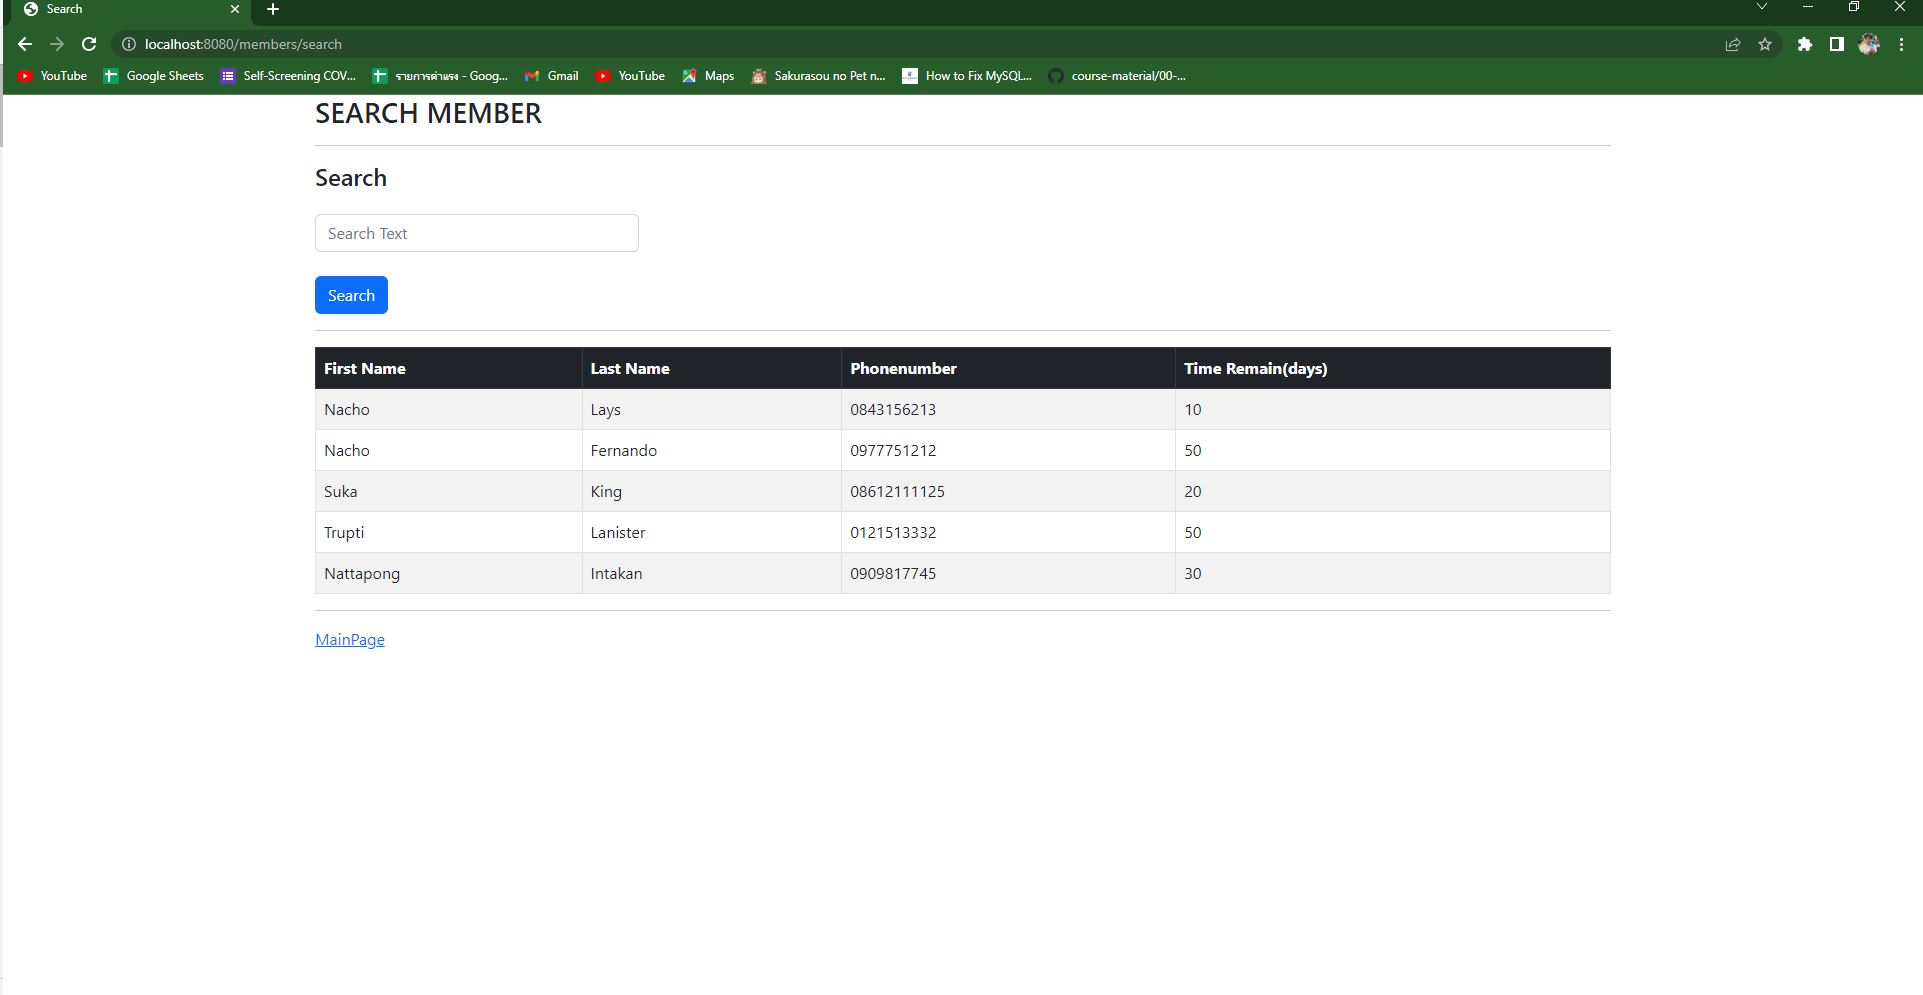 Search
localhost:8080/members/search
YouTube Google Sheets Self-Screening COV... รายการค่าแรง - Goog... Gmail YouTube Maps Sakurasou no Pet n... How to Fix MySQL... course-material/00-...
SEARCH MEMBER
Search
Search Text
Search
First Name Last Name Phonenumber Time Remain(days)
Nacho Lays 0843156213 10
Nacho Fernando 0977751212 50
Suka King 08612111125 20
Trupti Lanister 0121513332 50
Nattapong Intakan 0909817745 30
MainPage